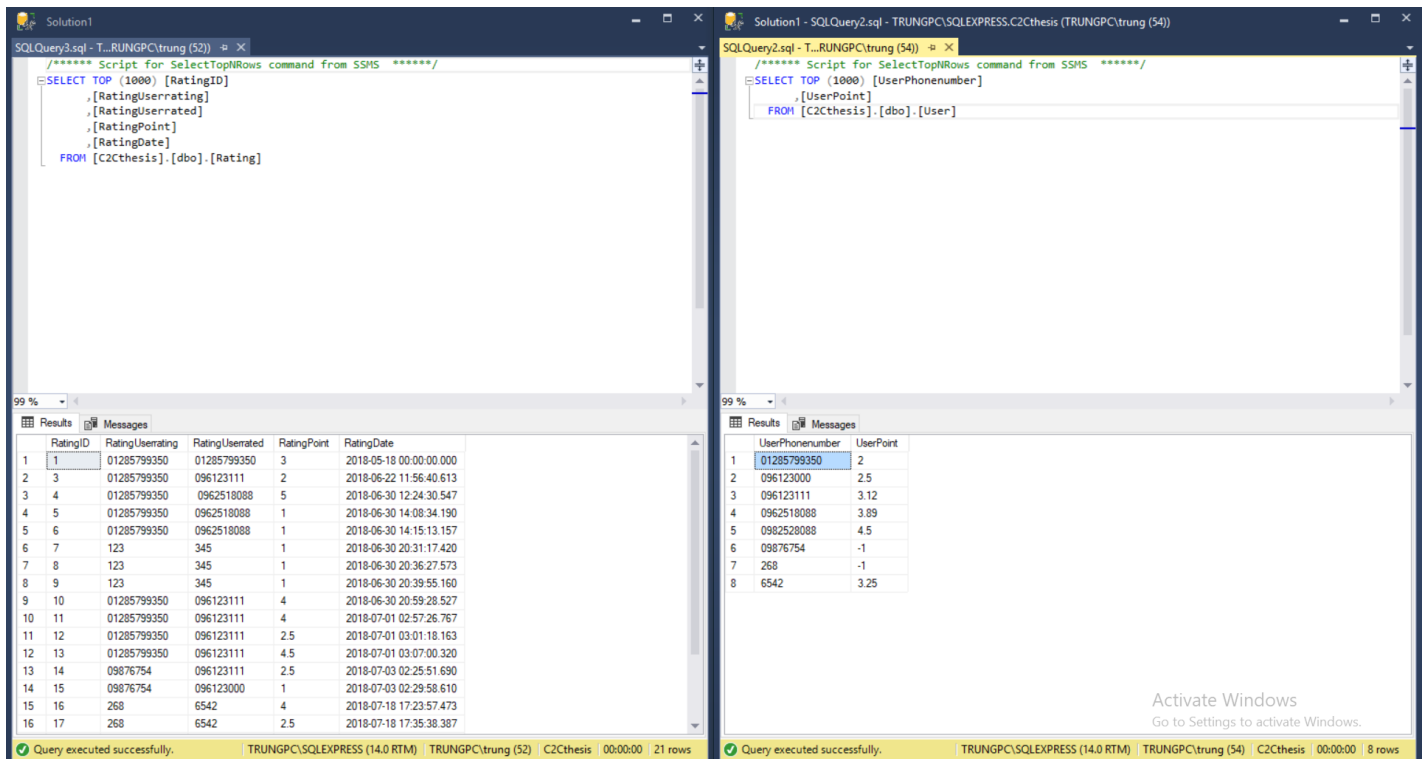 Solution1
SQLQuery3.sql - T...RUNGPC\trung (52))
/****** Script for SelectTopNRows command from SSMS ******/
SELECT TOP (1000) [RatingID]
,[RatingUserrating]
,[RatingUserrated]
,[RatingPoint]
,[RatingDate]
FROM [C2Cthesis].[dbo].[Rating]
99 %
Results Messages
RatingID RatingUserrating RatingUserrated RatingPoint RatingDate
1 1 01285799350 01285799350 3 2018-05-18 00:00:00.000
2 3 01285799350 096123111 2 2018-06-22 11:56:40.613
3 4 01285799350 0962518088 5 2018-06-30 12:24:30.547
4 5 01285799350 0962518088 1 2018-06-30 14:08:34.190
5 6 01285799350 0962518088 1 2018-06-30 14:15:13.157
6 7 123 345 1 2018-06-30 20:31:17.420
7 8 123 345 1 2018-06-30 20:36:27.573
8 9 123 345 1 2018-06-30 20:39:55.160
9 10 01285799350 096123111 4 2018-06-30 20:59:28.527
10 11 01285799350 096123111 4 2018-07-01 02:57:26.767
11 12 01285799350 096123111 2.5 2018-07-01 03:01:18.163
12 13 01285799350 096123111 4.5 2018-07-01 03:07:00.320
13 14 09876754 096123111 2.5 2018-07-03 02:25:51.690
14 15 09876754 096123000 1 2018-07-03 02:29:58.610
15 16 268 6542 4 2018-07-18 17:23:57.473
16 17 268 6542 2.5 2018-07-18 17:35:38.387
Query executed successfully. TRUNGPC\SQLEXPRESS (14.0 RTM) TRUNGPC\trung (52) C2Cthesis 00:00:00 21 rows
Solution1 - SQLQuery2.sql - TRUNGPC\SQLEXPRESS.C2Cthesis (TRUNGPC\trung (54))
SQLQuery2.sql - T...RUNGPC\trung (54))
/****** Script for SelectTopNRows command from SSMS ******/
SELECT TOP (1000) [UserPhonenumber]
,[UserPoint]
FROM [C2Cthesis].[dbo].[User]
99 %
Results Messages
UserPhonenumber UserPoint
1 01285799350 2
2 096123000 2.5
3 096123111 3.12
4 0962518088 3.89
5 0982528088 4.5
6 09876754 -1
7 268 -1
8 6542 3.25
Activate Windows
Go to Settings to activate Windows.
Query executed successfully. TRUNGPC\SQLEXPRESS (14.0 RTM) TRUNGPC\trung (54) C2Cthesis 00:00:00 8 rows